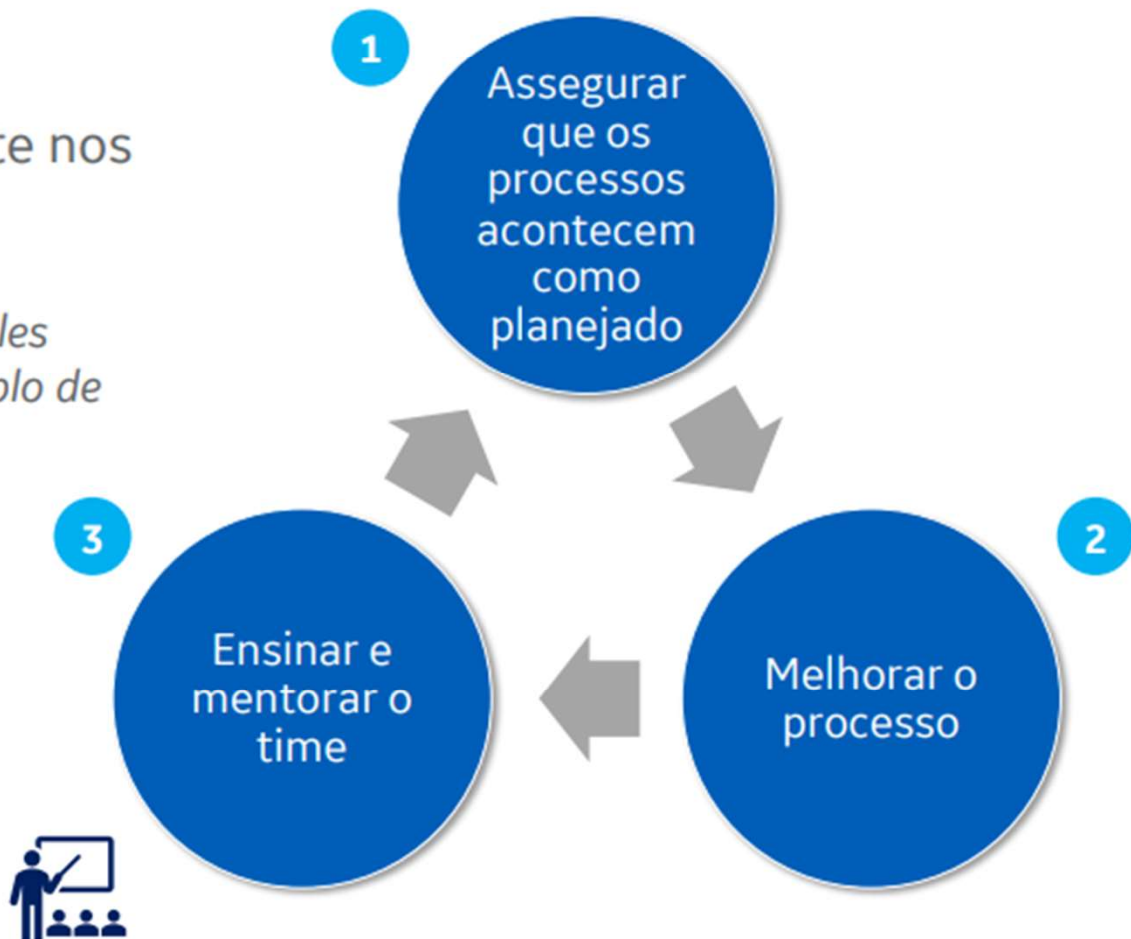 te nos
les
plo de
1
Assegurar
que os
processos
acontecem
como
planejado
2
Melhorar o
processo
3
Ensinar e
mentorar o
time